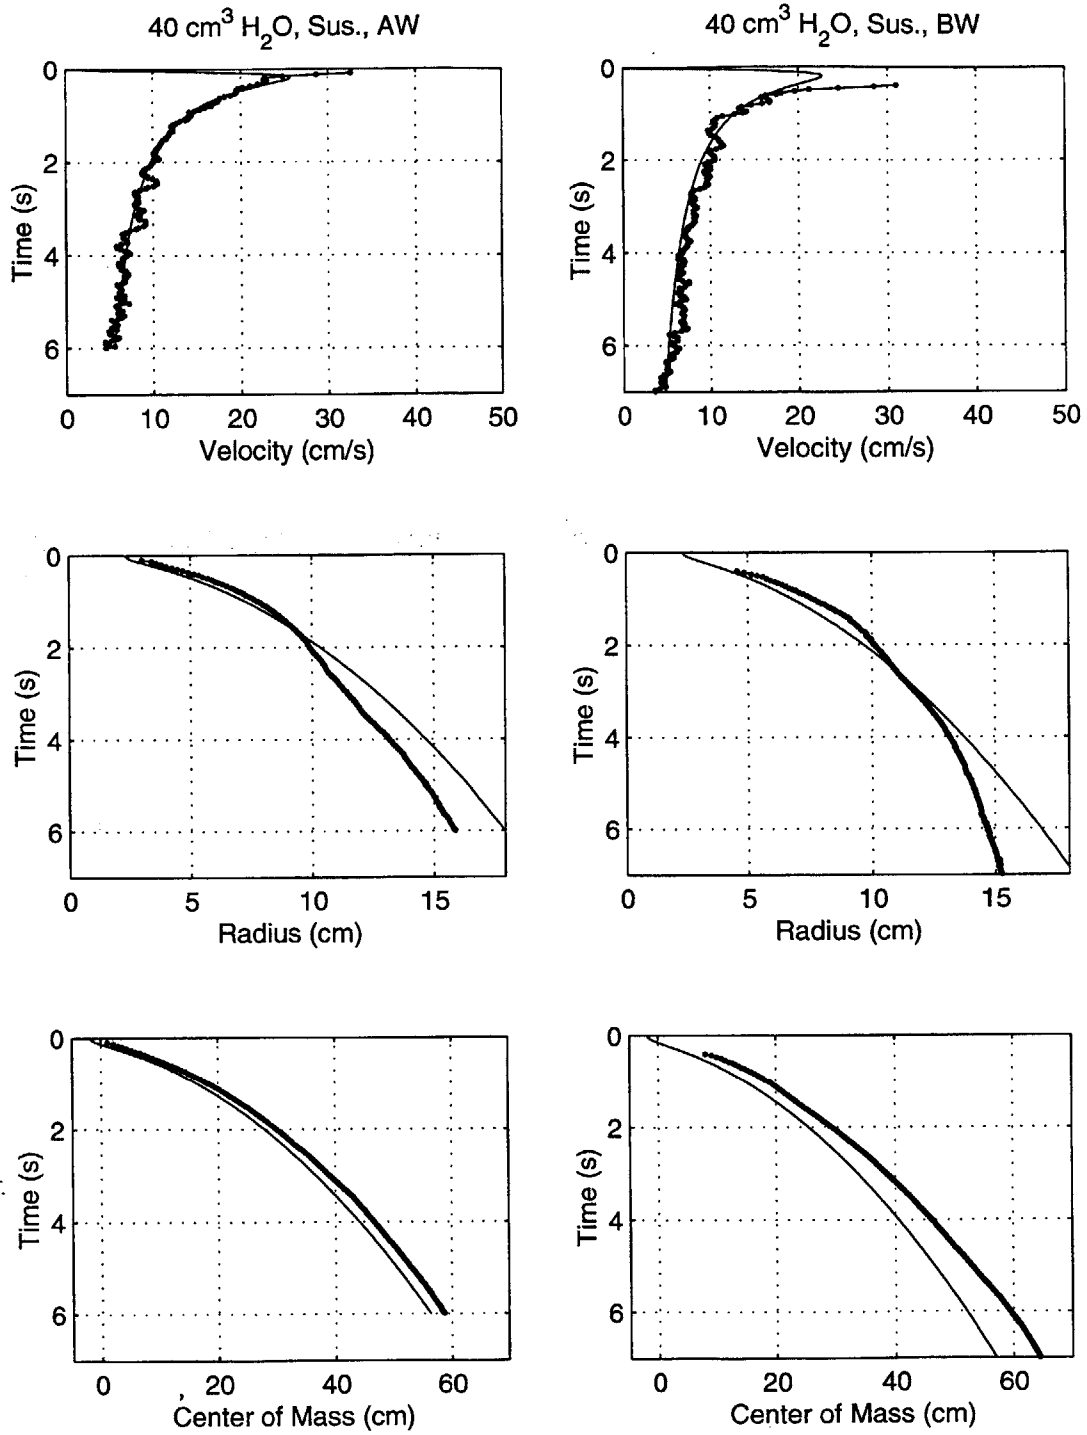 40 cm³ H₂O, Sus., AW
40 cm³ H₂O, Sus., BW
0
2
4
6
Time (s)
0 10 20 30 40 50
Velocity (cm/s)
0
2
4
6
Time (s)
0 10 20 30 40 50
Velocity (cm/s)
0
2
4
6
Time (s)
0 5 10 15
Radius (cm)
0
2
4
6
Time (s)
0 5 10 15
Radius (cm)
0
2
4
6
Time (s)
0 20 40 60
Center of Mass (cm)
0
2
4
6
Time (s)
0 20 40 60
Center of Mass (cm)